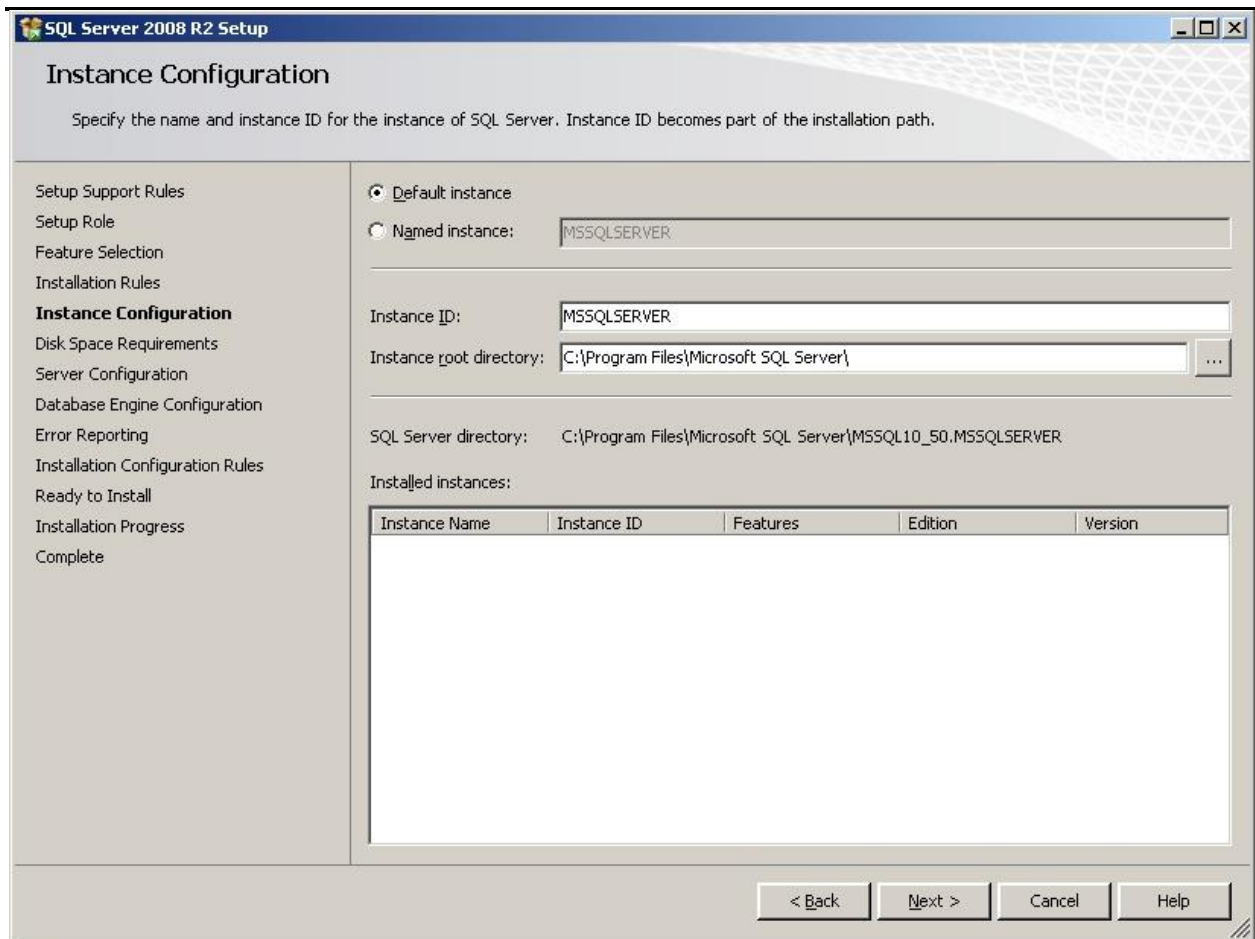 SQL Server 2008 R2 Setup
Instance Configuration
Specify the name and instance ID for the instance of SQL Server. Instance ID becomes part of the installation path.
Setup Support Rules
Setup Role
Feature Selection
Installation Rules
Instance Configuration
Disk Space Requirements
Server Configuration
Database Engine Configuration
Error Reporting
Installation Configuration Rules
Ready to Install
Installation Progress
Complete
Default instance
Named instance: MSSQLSERVER
Instance ID: MSSQLSERVER
Instance root directory: C:\Program Files\Microsoft SQL Server\ ...
SQL Server directory: C:\Program Files\Microsoft SQL Server\MSSQL10_50.MSSQLSERVER
Installed instances:
Instance Name Instance ID Features Edition Version
< Back Next > Cancel Help